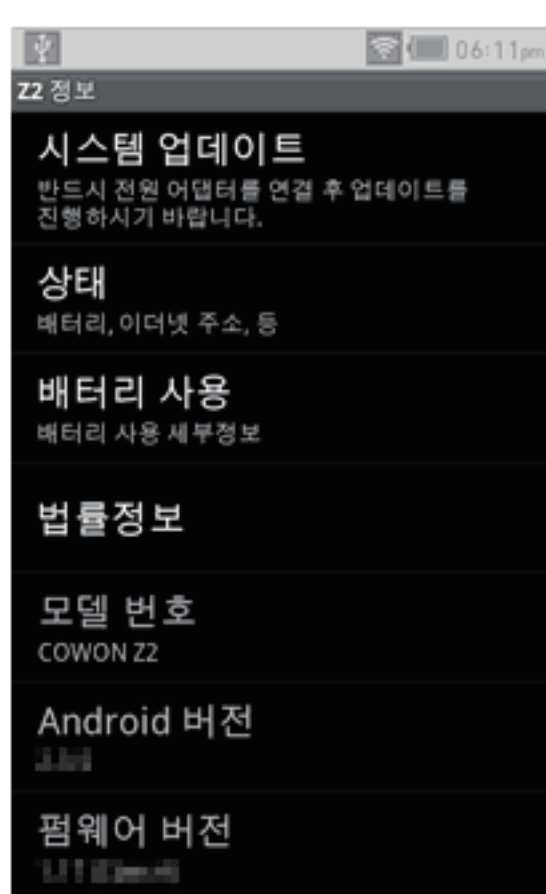 06:11pm
Z2 정보
시스템 업데이트
반드시 전원 어댑터를 연결 후 업데이트를
진행하시기 바랍니다.
상태
배터리, 이더넷 주소, 등
배터리 사용
배터리 사용 세부정보
법률정보
모델 번호
COWON Z2
Android 버전
펌웨어 버전